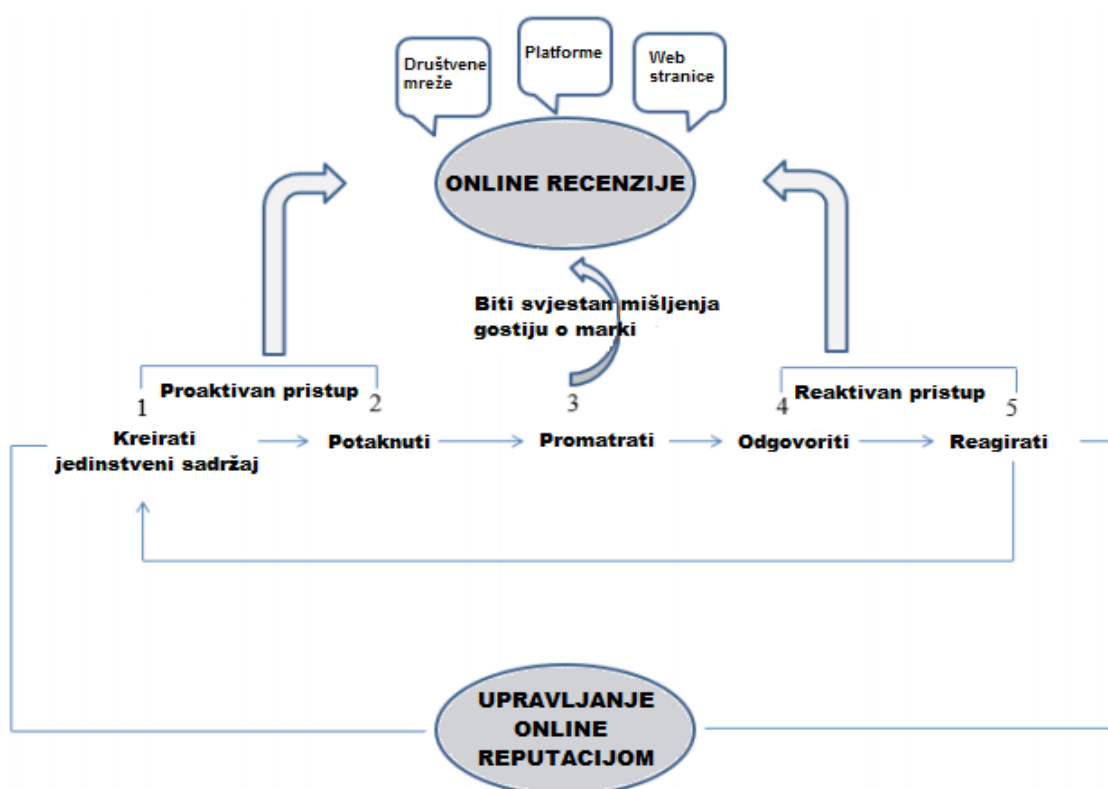 Društvene
mreže
Platforme
Web
stranice
ONLINE RECENZIJE
Biti svjestan mišljenja
gostiju o marki
Proaktivan pristup
1
2
3
Reaktivan pristup
4
5
Kreirati
jedinstveni sadržaj
Potaknuti
Promatrati
Odgovoriti
Reagirati
UPRAVLJANJE
ONLINE
REPUTACIJOM